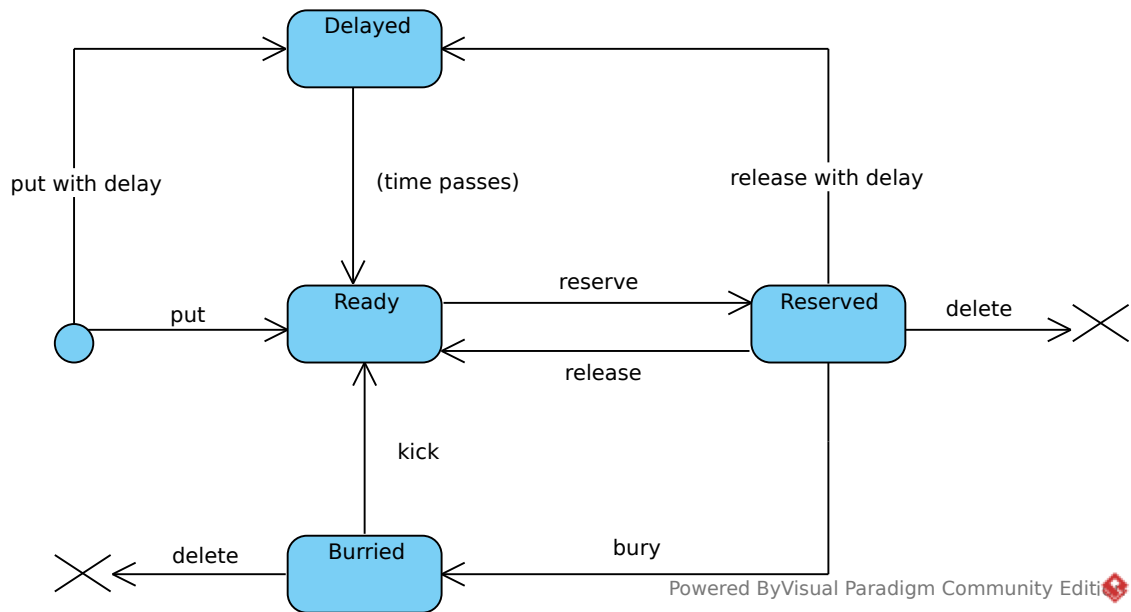 Delayed
put with delay
(time passes)
release with delay
reserve
Ready
Reserved
put
delete
release
kick
Burried
bury
delete
Powered ByVisual Paradigm Community